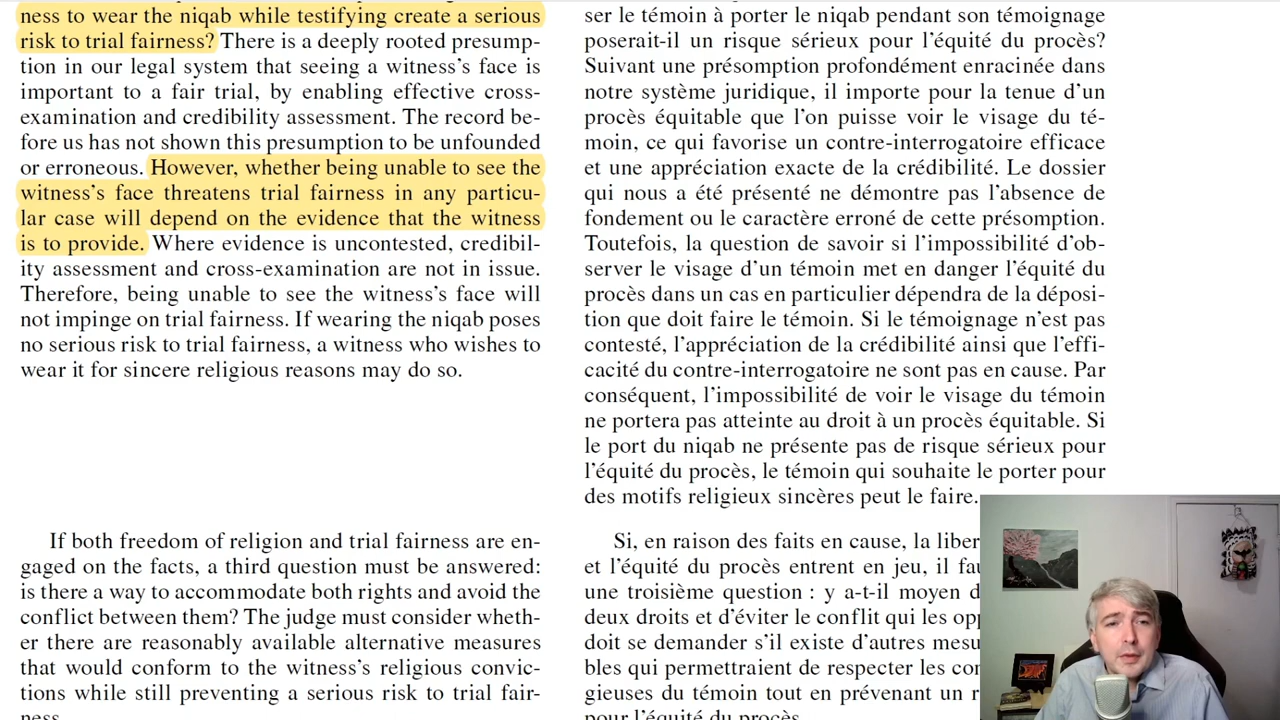 ness to wear the niqab while testifying create a serious
risk to trial fairness? There is a deeply rooted presump-
tion in our legal system that seeing a witness's face is
important to a fair trial, by enabling effective cross-
examination and credibility assessment. The record be-
fore us has not shown this presumption to be unfounded
or erroneous. However, whether being unable to see the
witness's face threatens trial fairness in any particu-
lar case will depend on the evidence that the witness
is to provide. Where evidence is uncontested, credibil-
ity assessment and cross-examination are not in issue.
Therefore, being unable to see the witness's face will
not impinge on trial fairness. If wearing the niqab poses
no serious risk to trial fairness, a witness who wishes to
wear it for sincere religious reasons may do so.
If both freedom of religion and trial fairness are en-
gaged on the facts, a third question must be answered:
is there a way to accommodate both rights and avoid the
conflict between them? The judge must consider wheth-
er there are reasonably available alternative measures
that would conform to the witness's religious convic-
tions while still preventing a serious risk to trial fair-
ness.
ser le témoin à porter le niqab pendant son témoignage
poserait-il un risque sérieux pour l'équité du procès?
Suivant une présomption profondément enracinée dans
notre système juridique, il importe pour la tenue d'un
procès équitable que l'on puisse voir le visage du té-
moin, ce qui favorise un contre-interrogatoire efficace
et une appréciation exacte de la crédibilité. Le dossier
qui nous a été présenté ne démontre pas l'absence de
fondement ou le caractère erroné de cette présomption.
Toutefois, la question de savoir si l'impossibilité d'ob-
server le visage d'un témoin met en danger l'équité du
procès dans un cas en particulier dépendra de la déposi-
tion que doit faire le témoin. Si le témoignage n'est pas
contesté, l'appréciation de la crédibilité ainsi que l'effi-
cacité du contre-interrogatoire ne sont pas en cause. Par
conséquent, l'impossibilité de voir le visage du témoin
ne portera pas atteinte au droit à un procès équitable. Si
le port du niqab ne présente pas de risque sérieux pour
l'équité du procès, le témoin qui souhaite le porter pour
des motifs religieux sincères peut le faire.
Si, en raison des faits en cause, la liber
et l'équité du procès entrent en jeu, il fau
une troisième question : y a-t-il moyen d
deux droits et d'éviter le conflit qui les opp
doit se demander s'il existe d'autres mesu
bles qui permettraient de respecter les con
gieuses du témoin tout en prévenant un r
pour l'équité du procès.